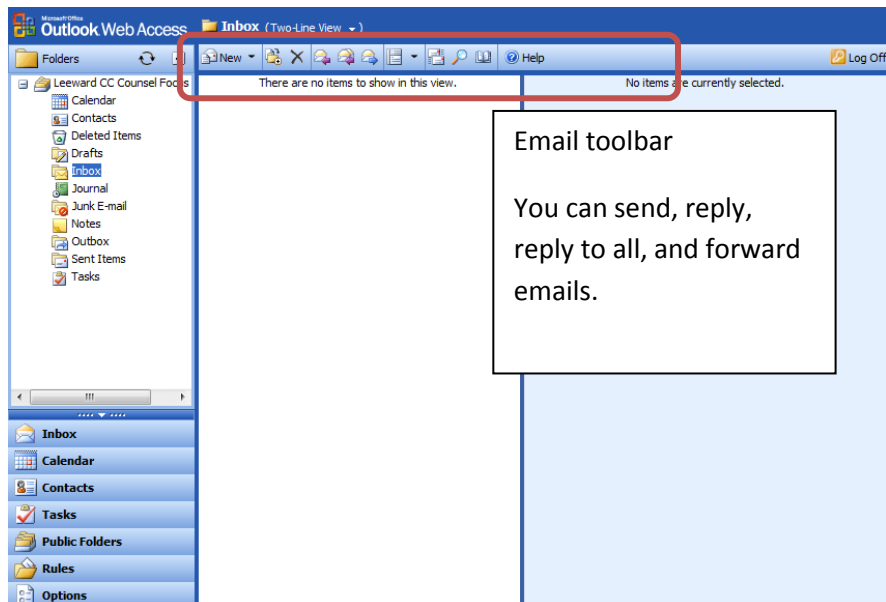 Microsoft Office
Outlook Web Access
Inbox (Two-Line View)
Folders
New
Help
Log Off
Leeward CC Counsel Focus
Calendar
Contacts
Deleted Items
Drafts
Inbox
Journal
Junk E-mail
Notes
Outbox
Sent Items
Tasks
There are no items to show in this view.
No items are currently selected.
Email toolbar
You can send, reply,
reply to all, and forward
emails.
Inbox
Calendar
Contacts
Tasks
Public Folders
Rules
Options